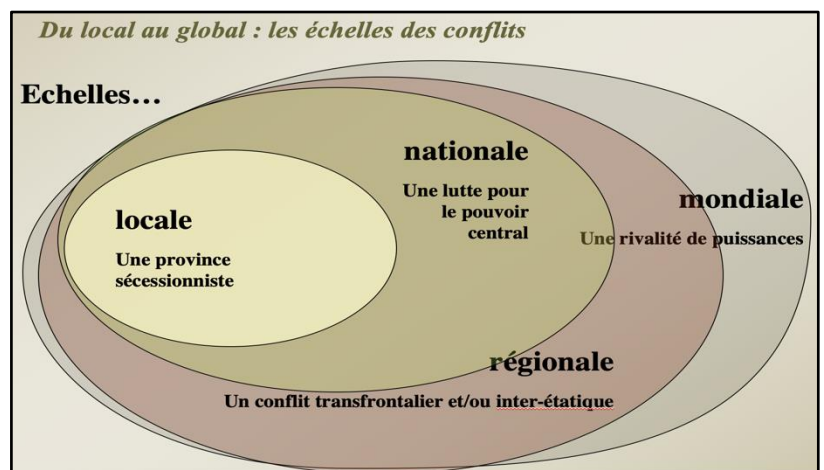 Du local au global : les échelles des conflits
Echelles…
nationale
Une lutte pour
le pouvoir
central
mondiale
Une rivalité de puissances
locale
Une province
sécessionniste
régionale
Un conflit transfrontalier et/ou inter-étatique